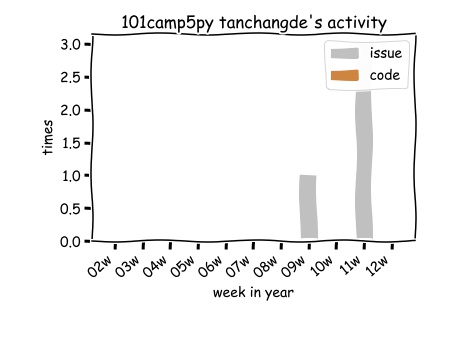 101camp5py tanchangde's activity
3.0
2.5
2.0
1.5
1.0
0.5
0.0
times
issue
code
02w 03w 04w 05w 06w 07w 08w 09w 10w 11w 12w
week in year